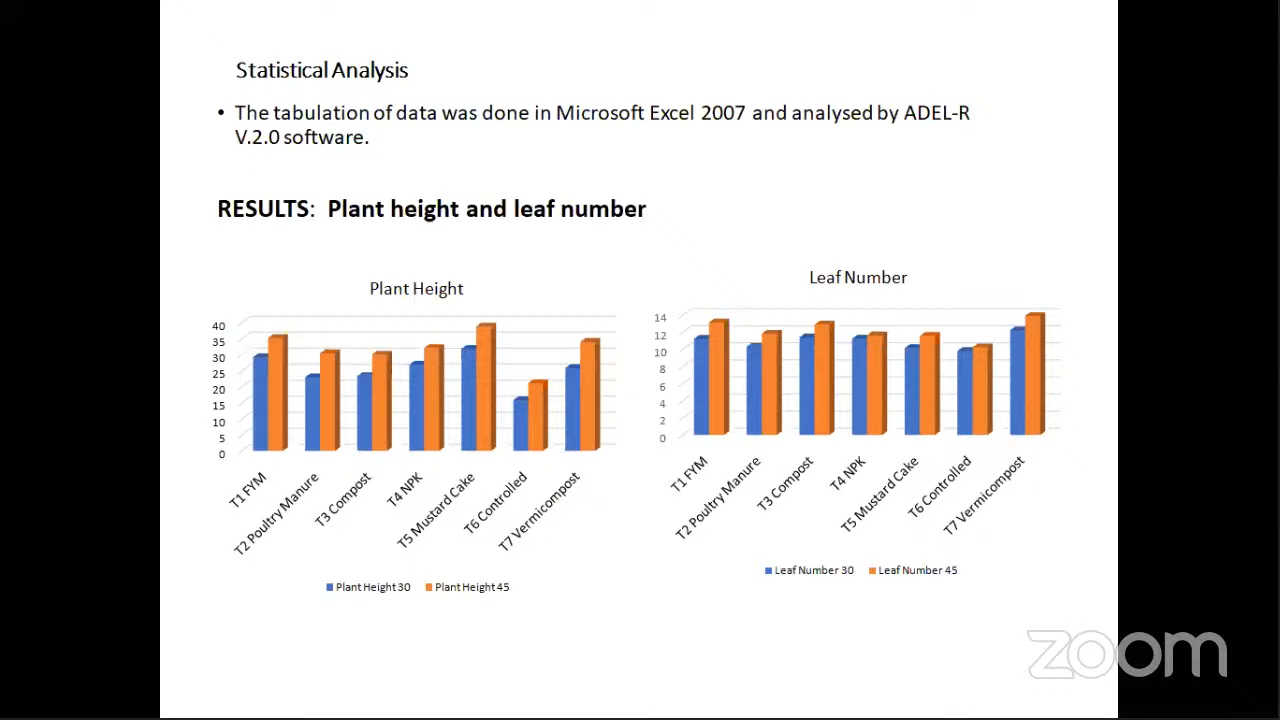 Statistical Analysis
• The tabulation of data was done in Microsoft Excel 2007 and analysed by ADEL-R
V.2.0 software.
RESULTS: Plant height and leaf number
Plant Height
40
35
30
25
20
15
10
5
0
T1 FYM
T2 Poultry Manure
T3 Compost
T4 NPK
T5 Mustard Cake
T6 Controlled
T7 Vermicompost
Plant Height 30
Plant Height 45
Leaf Number
14
12
10
8
6
4
2
0
T1 FYM
T2 Poultry Manure
T3 Compost
T4 NPK
T5 Mustard Cake
T6 Controlled
T7 Vermicompost
Leaf Number 30
Leaf Number 45
zoom